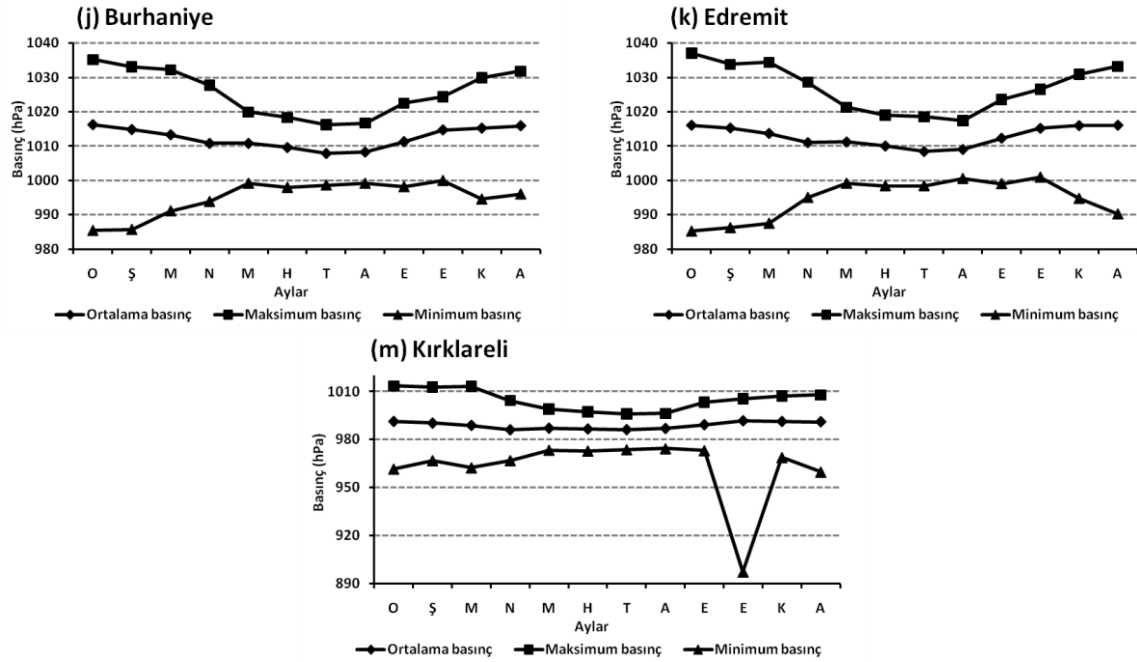 (j) Burhaniye
1040
1030
1020
1010
1000
990
980
Basınç (hPa)
O Ş M N M H T A E E K A
Aylar
Ortalama basınç Maksimum basınç Minimum basınç
(k) Edremit
1040
1030
1020
1010
1000
990
980
Basınç (hPa)
O Ş M N M H T A E E K A
Aylar
Ortalama basınç Maksimum basınç Minimum basınç
(m) Kırklareli
1010
980
950
920
890
Basınç (hPa)
O Ş M N M H T A E E K A
Aylar
Ortalama basınç Maksimum basınç Minimum basınç